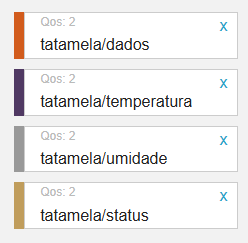 Qos: 2
x
tatamela/dados
Qos: 2
x
tatamela/temperatura
Qos: 2
x
tatamela/umidade
Qos: 2
x
tatamela/status